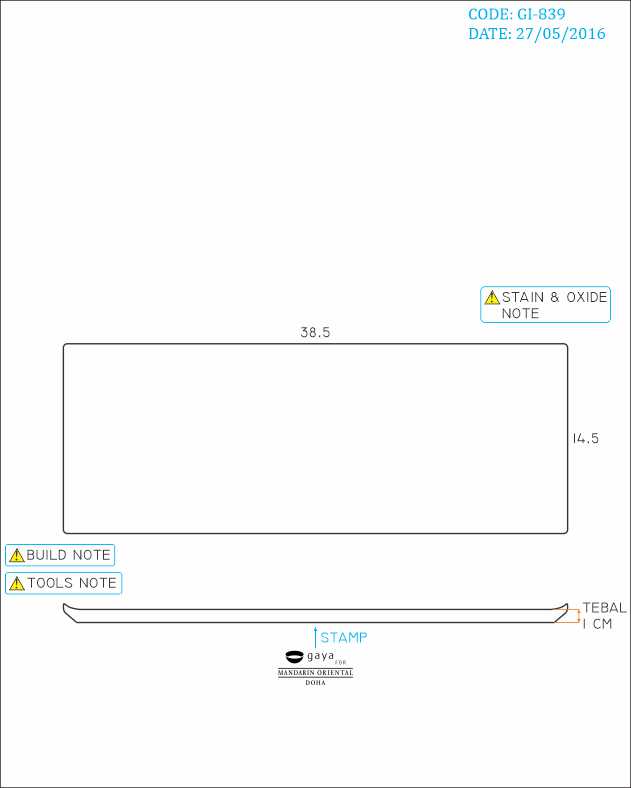 CODE: GI-839
DATE: 27/05/2016
STAIN & OXIDE
NOTE
38.5
14.5
BUILD NOTE
TOOLS NOTE
TEBAL
1 CM
STAMP
gaya
FOR
MANDARIN ORIENTAL
DOHA